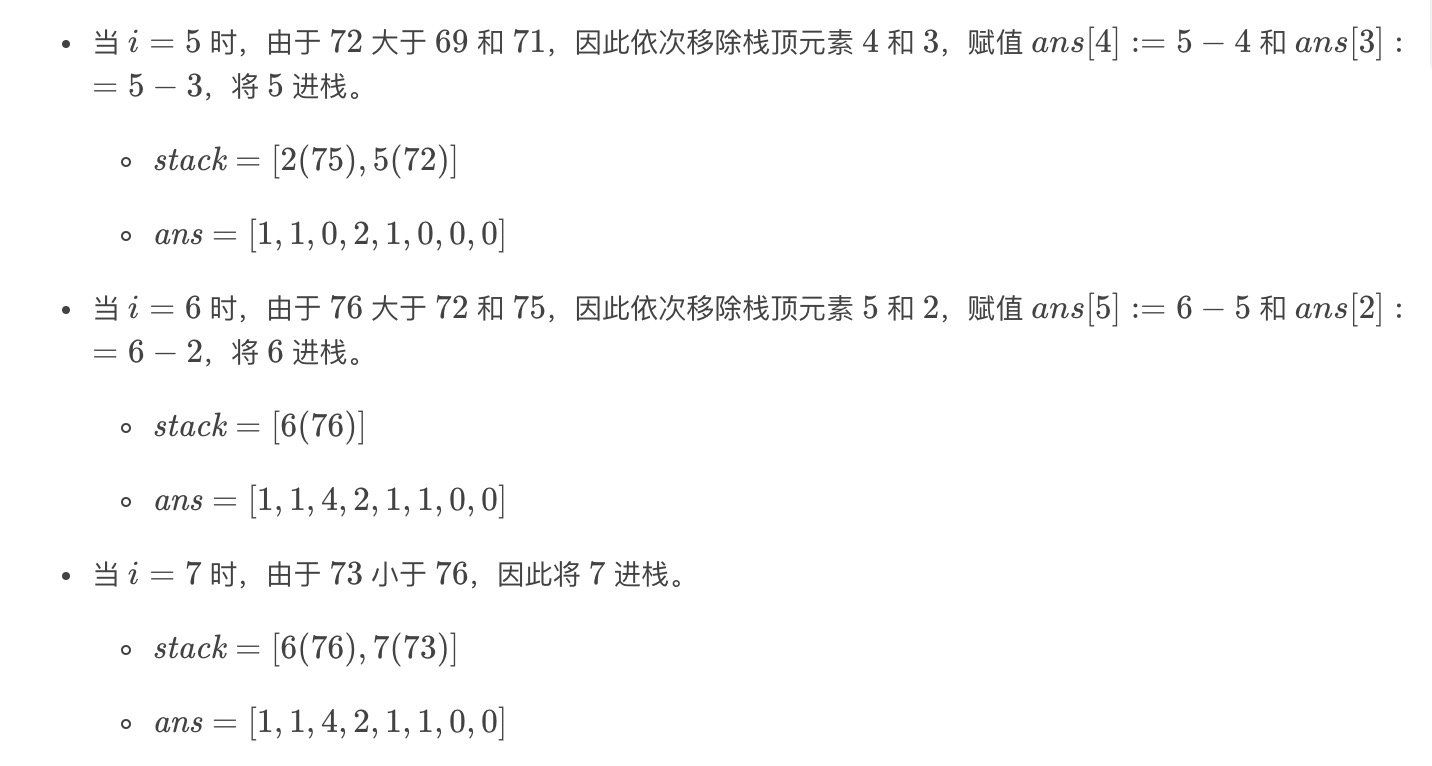 • 当 i = 5 时，由于 72 大于 69 和 71，因此依次移除栈顶元素 4 和 3，赋值 ans[4] := 5 − 4 和 ans[3] :
= 5 − 3，将 5 进栈。
◦ stack = [2(75), 5(72)]
◦ ans = [1, 1, 0, 2, 1, 0, 0, 0]
• 当 i = 6 时，由于 76 大于 72 和 75，因此依次移除栈顶元素 5 和 2，赋值 ans[5] := 6 − 5 和 ans[2] :
= 6 − 2，将 6 进栈。
◦ stack = [6(76)]
◦ ans = [1, 1, 4, 2, 1, 1, 0, 0]
• 当 i = 7 时，由于 73 小于 76，因此将 7 进栈。
◦ stack = [6(76), 7(73)]
◦ ans = [1, 1, 4, 2, 1, 1, 0, 0]